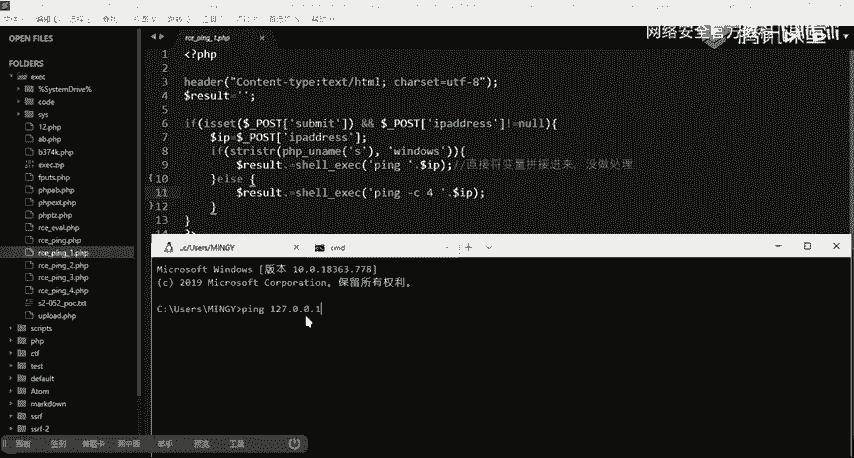 网络安全官方教程
腾讯课堂
OPEN FILES
rce_ping_1.php
FOLDERS
exec
%SystemDrive%
code
sys
12.php
ab.php
b374k.php
exec.zip
fputs.php
phpab.php
phpext.php
phptz.php
rce_eval.php
rce_ping.php
rce_ping_1.php
rce_ping_2.php
rce_ping_3.php
rce_ping_4.php
s2-052_poc.txt
upload.php
scripts
php
ctf
test
default
Atom
markdown
ssrf
ssrf-2
1 <?php
2
3 header("Content-type:text/html; charset=utf-8");
4 $result='';
5
6 if(isset($_POST['submit']) && $_POST['ipaddress']!=null){
7 $ip=$_POST['ipaddress'];
8 if(stristr(php_uname('s'), 'windows')){
9 $result.=shell_exec('ping '.$ip);//直接将变量拼接进来，没做处理
10 }else {
11 $result.=shell_exec('ping -c 4 '.$ip);
12 }
13 }
14 ?>
..c/Users/MINGY
cmd
Microsoft Windows [版本 10.0.18363.778]
(c) 2019 Microsoft Corporation。保留所有权利。
C:\Users\MINGY>ping 127.0.0.1